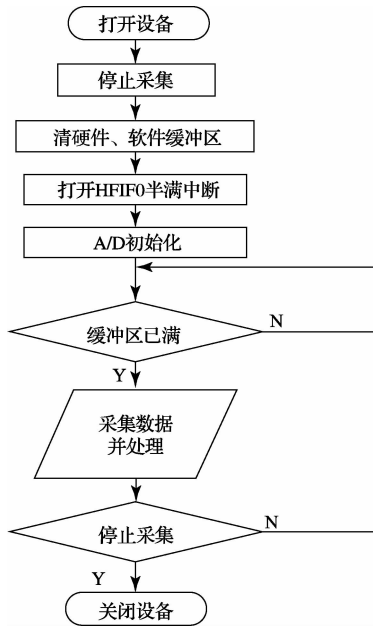 打开设备
停止采集
清硬件、软件缓冲区
打开HFIF0半满中断
A/D初始化
缓冲区已满
N
Y
采集数据
并处理
停止采集
N
Y
关闭设备